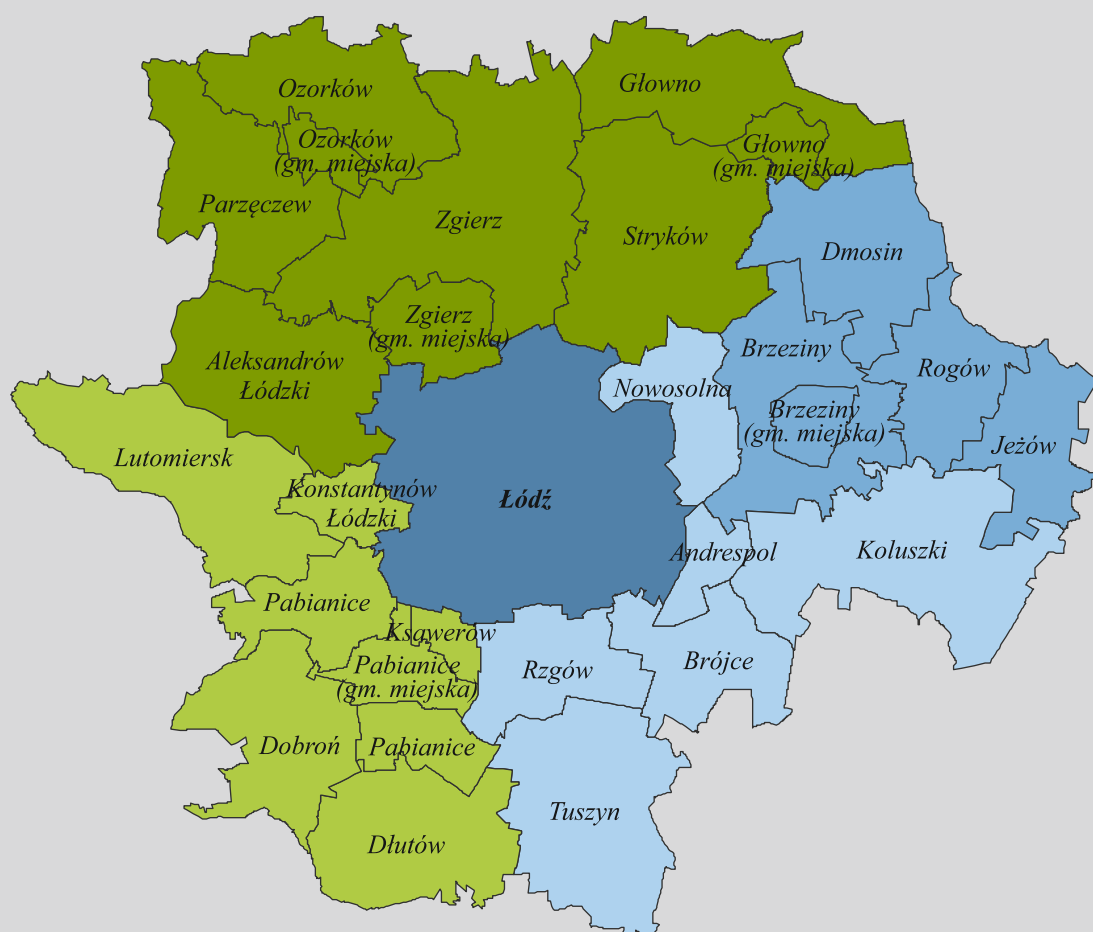 Ozorków
Głowno
Ozorków
(gm. miejska)
Głowno
(gm. miejska)
Parzęczew
Zgierz
Stryków
Dmosin
Zgierz
(gm. miejska)
Aleksandrów
Łódzki
Nowosolna
Brzeziny
Rogów
Brzeziny
(gm. miejska)
Jeżów
Lutomiersk
Konstantynów
Łódzki
Łódź
Andrespol
Koluszki
Pabianice
Ksawerów
Pabianice
(gm. miejska)
Rzgów
Brójce
Dobroń
Pabianice
Tuszyn
Dłutów